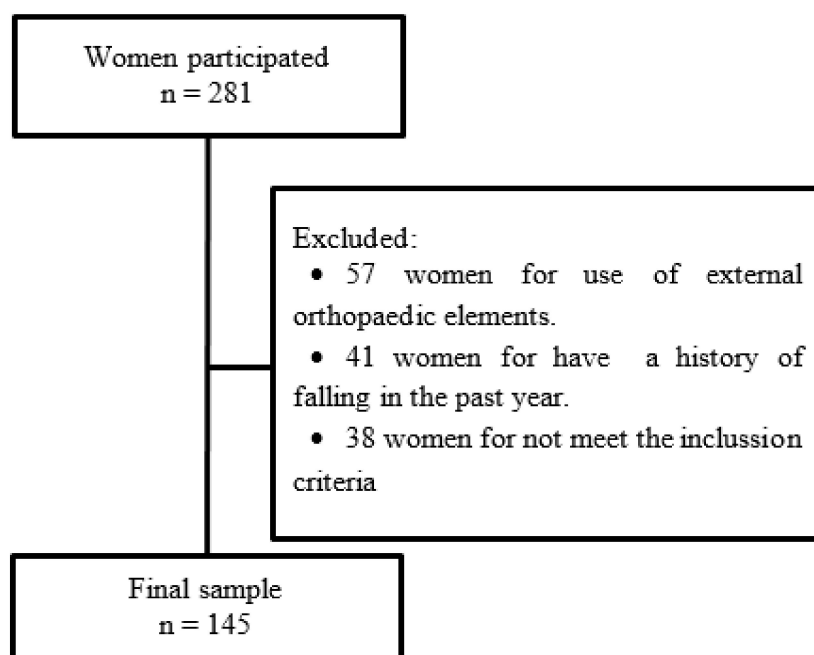 Women participated
n = 281
Excluded:
• 57 women for use of external
orthopaedic elements.
• 41 women for have a history of
falling in the past year.
• 38 women for not meet the inclussion
criteria
Final sample
n = 145